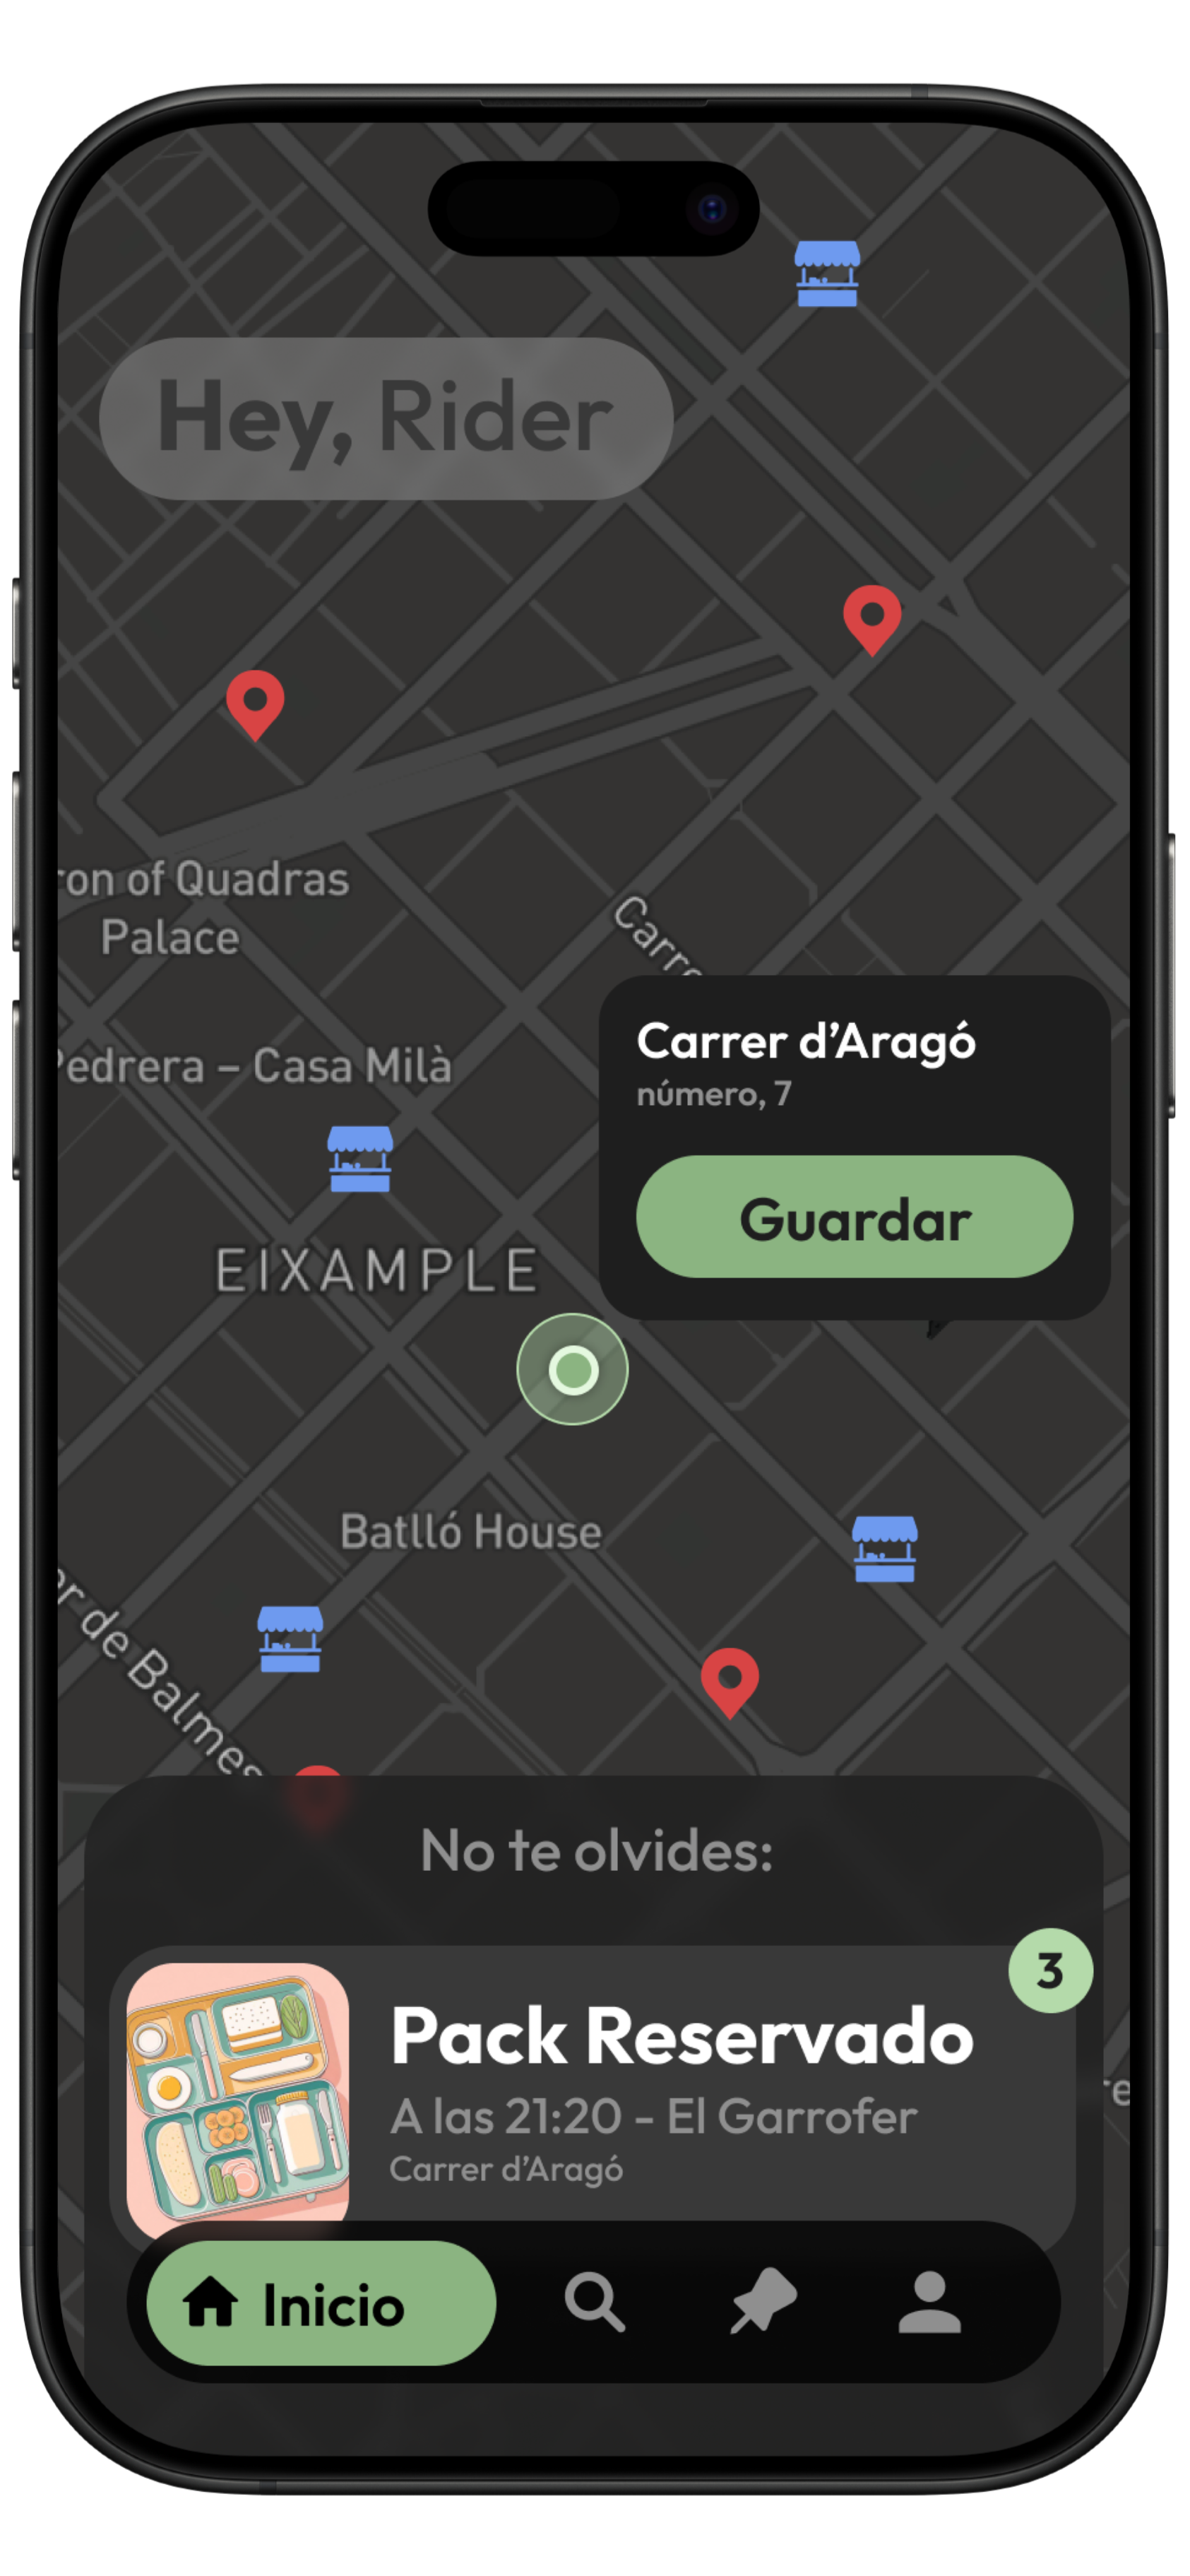 Hey, Rider
ron of Quadras
Palace
Carre
Pedrera – Casa Milà
Carrer d’Aragó
número, 7
Guardar
EIXAMPLE
Batlló House
er de Balmes
No te olvides:
3
Pack Reservado
A las 21:20 - El Garrofer
Carrer d’Aragó
re
Inicio